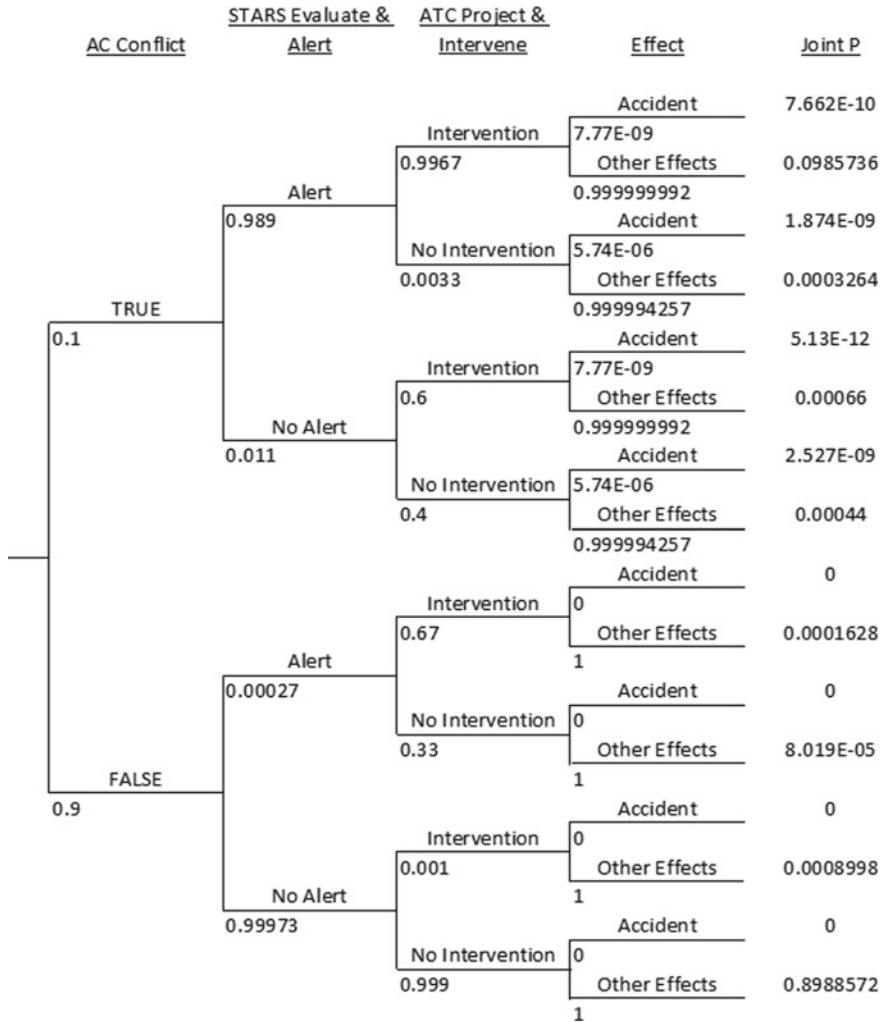 STARS Evaluate & ATC Project &
AC Conflict Alert Intervene Effect Joint P
Accident 7.662E-10
Intervention 7.77E-09
0.9967 Other Effects 0.0985736
Alert 0.999999992
0.989 Accident 1.874E-09
No Intervention 5.74E-06
0.0033 Other Effects 0.0003264
TRUE 0.999994257
0.1 Accident 5.13E-12
Intervention 7.77E-09
0.6 Other Effects 0.00066
No Alert 0.999999992
0.011 Accident 2.527E-09
No Intervention 5.74E-06
0.4 Other Effects 0.00044
0.999994257
Accident 0
Intervention 0
0.67 Other Effects 0.0001628
Alert 1
0.00027 Accident 0
No Intervention 0
0.33 Other Effects 8.019E-05
FALSE 1
0.9 Accident 0
Intervention 0
0.001 Other Effects 0.0008998
No Alert 1
0.99973 Accident 0
No Intervention 0
0.999 Other Effects 0.8988572
1